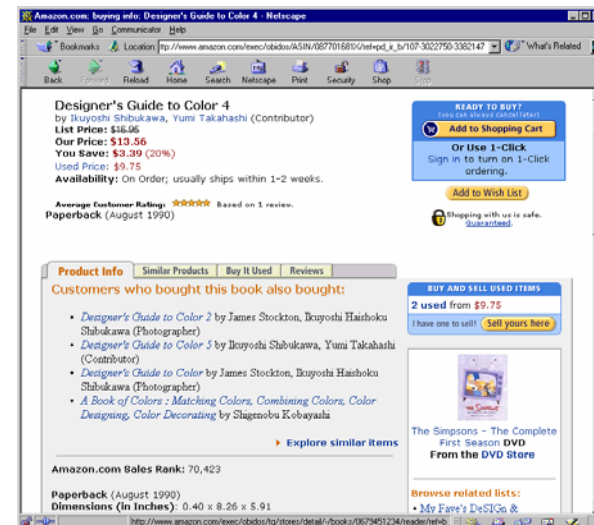 Amazon.com: buying info: Designer's Guide to Color 4 - Netscape
File Edit View Go Communicator Help
Bookmarks Location: ttp://www.amazon.com/exec/obidos/ASIN/087701681X/ref=pd_ir_b/107-3022750-3382147 What's Related
Back Forward Reload Home Search Netscape Print Security Shop Stop
Designer's Guide to Color 4
by Ikuyoshi Shibukawa, Yumi Takahashi (Contributor)
List Price: $16.95
Our Price: $13.56
You Save: $3.39 (20%)
Used Price: $9.75
Availability: On Order; usually ships within 1-2 weeks.
Average Customer Rating: Based on 1 review.
Paperback (August 1990)
READY TO BUY?
(you can always cancel later)
Add to Shopping Cart
Or Use 1-Click
Sign in to turn on 1-Click
ordering.
Add to Wish List
Shopping with us is safe.
Guaranteed.
Product Info Similar Products Buy It Used Reviews
Customers who bought this book also bought:
• Designer's Guide to Color 2 by James Stockton, Ikuyoshi Haishoku
Shibukawa (Photographer)
• Designer's Guide to Color 5 by Ikuyoshi Shibukawa, Yumi Takahashi
(Contributor)
• Designer's Guide to Color by James Stockton, Ikuyoshi Haishoku
Shibukawa (Photographer)
• A Book of Colors : Matching Colors, Combining Colors, Color
Designing, Color Decorating by Shigenobu Kobayashi
Explore similar items
Amazon.com Sales Rank: 70,423
Paperback (August 1990)
Dimensions (in Inches): 0.40 x 8.26 x 5.91
BUY AND SELL USED ITEMS
2 used from $9.75
I have one to sell! Sell yours here
The Simpsons
The Simpsons - The Complete
First Season DVD
From the DVD Store
Browse related lists:
• My Fave's DeSIGn &
http://www.amazon.com/exec/obidos/tg/stores/detail/-/books/0679451234/reader/ref=b